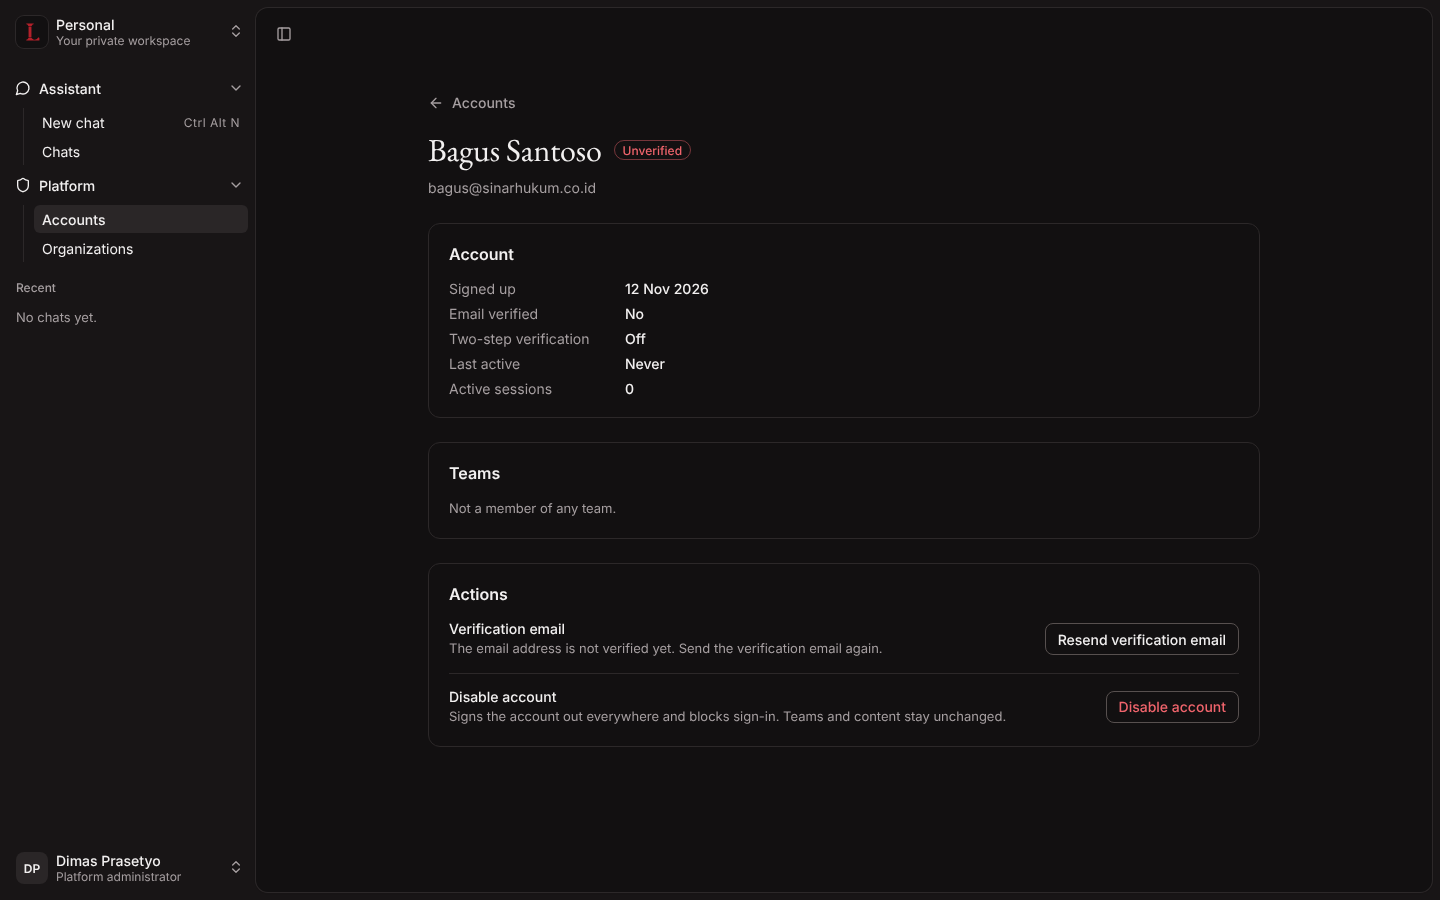 L
Personal
Your private workspace
Assistant
New chat Ctrl Alt N
Chats
Platform
Accounts
Organizations
Recent
No chats yet.
DP
Dimas Prasetyo
Platform administrator
Accounts
Bagus Santoso Unverified
bagus@sinarhukum.co.id
Account
Signed up 12 Nov 2026
Email verified No
Two-step verification Off
Last active Never
Active sessions 0
Teams
Not a member of any team.
Actions
Verification email
The email address is not verified yet. Send the verification email again.
Resend verification email
Disable account
Signs the account out everywhere and blocks sign-in. Teams and content stay unchanged.
Disable account